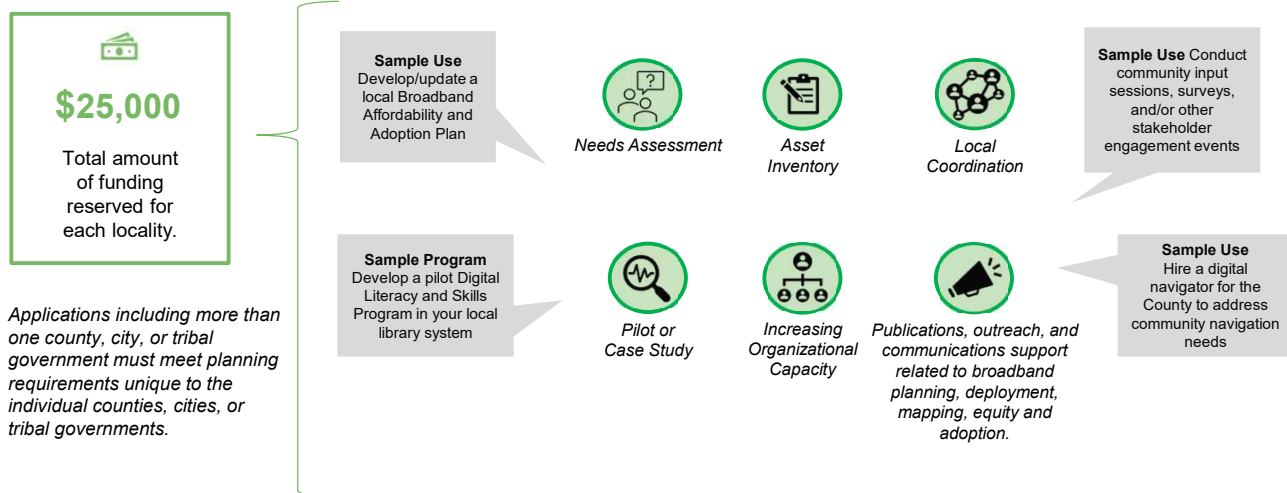 $25,000
Total amount
of funding
reserved for
each locality.
Applications including more than
one county, city, or tribal
government must meet planning
requirements unique to the
individual counties, cities, or
tribal governments.
Sample Use
Develop/update a
local Broadband
Affordability and
Adoption Plan
?
Needs Assessment
Asset
Inventory
Local
Coordination
Sample Use Conduct
community input
sessions, surveys,
and/or other
stakeholder
engagement events
Sample Program
Develop a pilot Digital
Literacy and Skills
Program in your local
library system
Pilot or
Case Study
Increasing
Organizational
Capacity
Publications, outreach, and
communications support
related to broadband
planning, deployment,
mapping, equity and
adoption.
Sample Use
Hire a digital
navigator for the
County to address
community navigation
needs